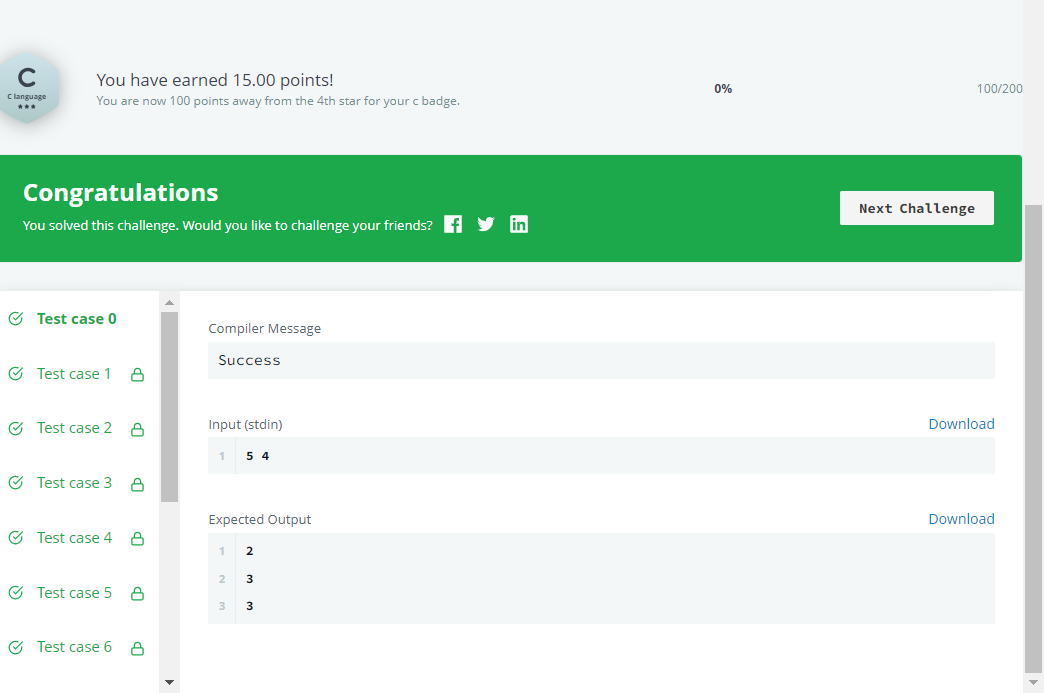 C
C language
★★★
You have earned 15.00 points!
You are now 100 points away from the 4th star for your c badge.
0%
100/200
Congratulations
You solved this challenge. Would you like to challenge your friends?
Next Challenge
Test case 0
Test case 1
Test case 2
Test case 3
Test case 4
Test case 5
Test case 6
Compiler Message
Success
Input (stdin)
Download
1 5 4
Expected Output
Download
1 2
2 3
3 3